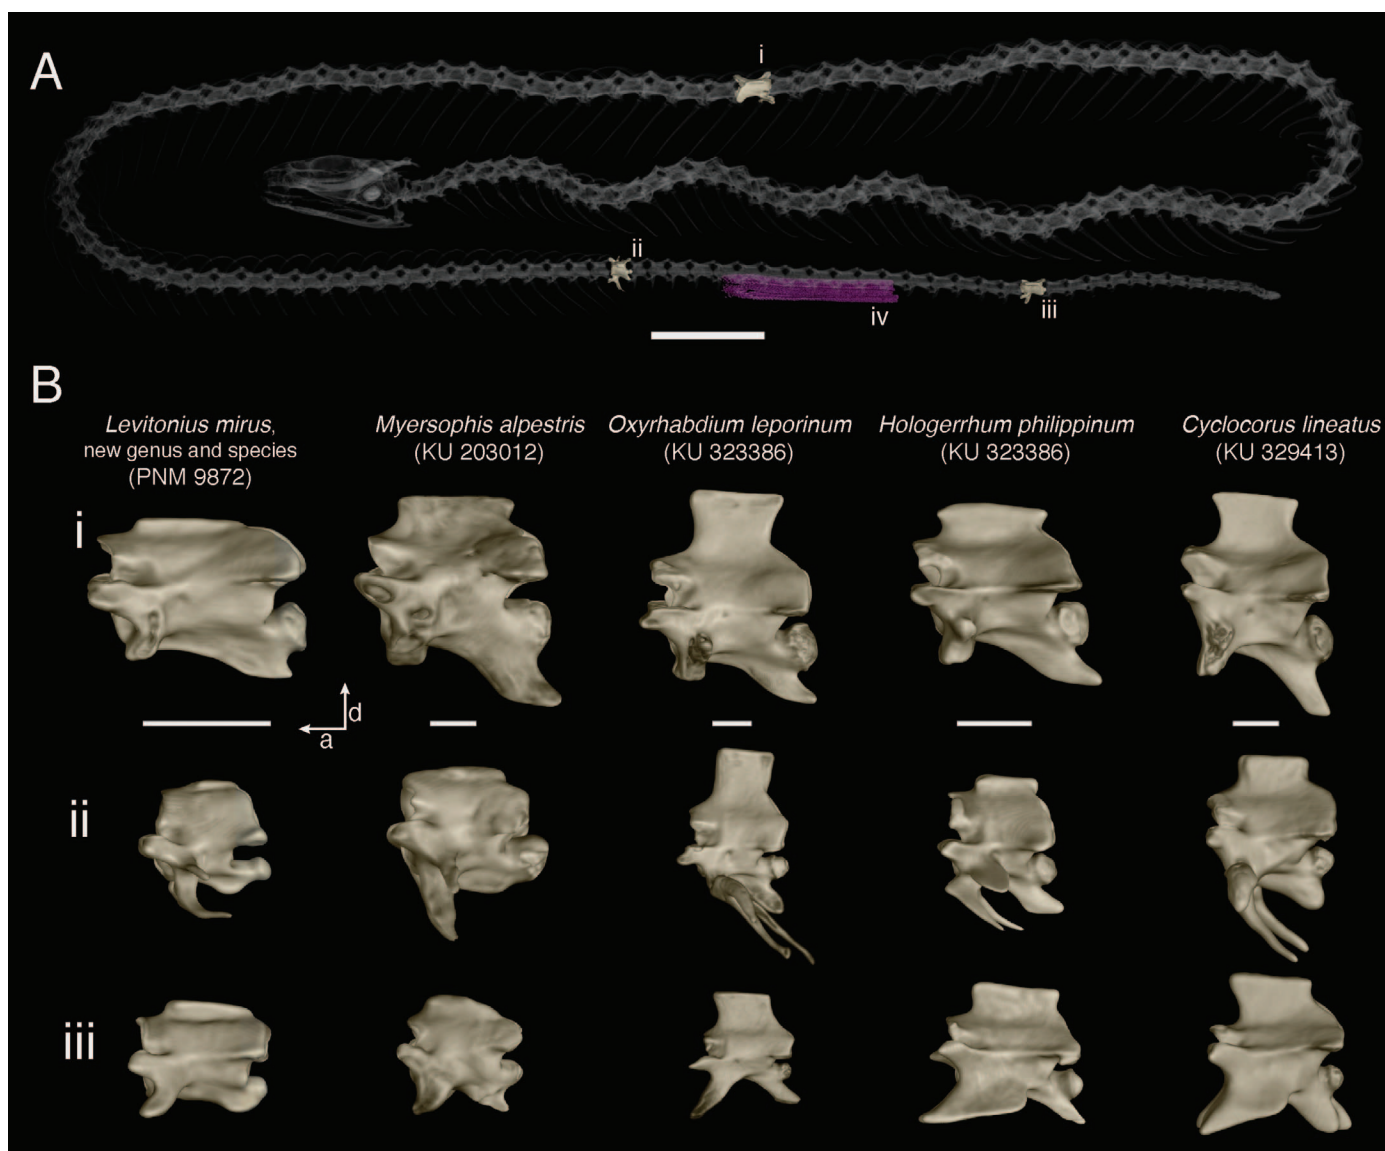 A
i
ii
iii
iv
B
Levitonius mirus,
new genus and species
(PNM 9872)
Myersophis alpestris
(KU 203012)
Oxyrhabdium leporinum
(KU 323386)
Hologerrhum philippinum
(KU 323386)
Cyclocorus lineatus
(KU 329413)
i
d
a
ii
iii